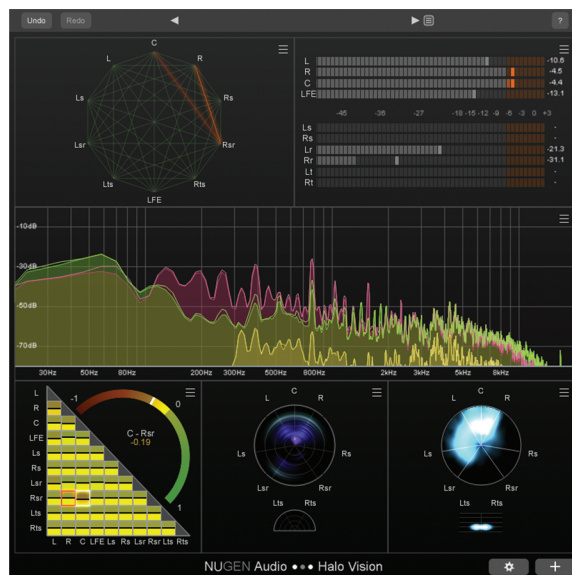 Undo Redo ?
C
L R
Ls Rs
Lsr Rsr
Lts Rts
LFE
L -10.6
R -4.5
C -4.4
LFE -13.1
-45 -36 -27 -18 -15 -12 -9 -6 -3 0 +3
Ls -
Rs -
Lr -21.3
Rr -31.1
Lt -
Rt -
-10dB
-30dB
-50dB
-70dB
30Hz 50Hz 80Hz 200Hz 300Hz 500Hz 800Hz 2kHz 3kHz 5kHz 8kHz
L
R
C
LFE
Ls
Rs
Lsr
Rsr
Lts
Rts
L R C LFE Ls Rs Lsr Rsr Lts Rts
-1 0
C - Rsr
-0.19
1
C
L R
Ls Rs
Lsr Rsr
Lts Rts
C
L R
Ls Rs
Lsr Rsr
Lts Rts
NUGEN Audio ●●● Halo Vision